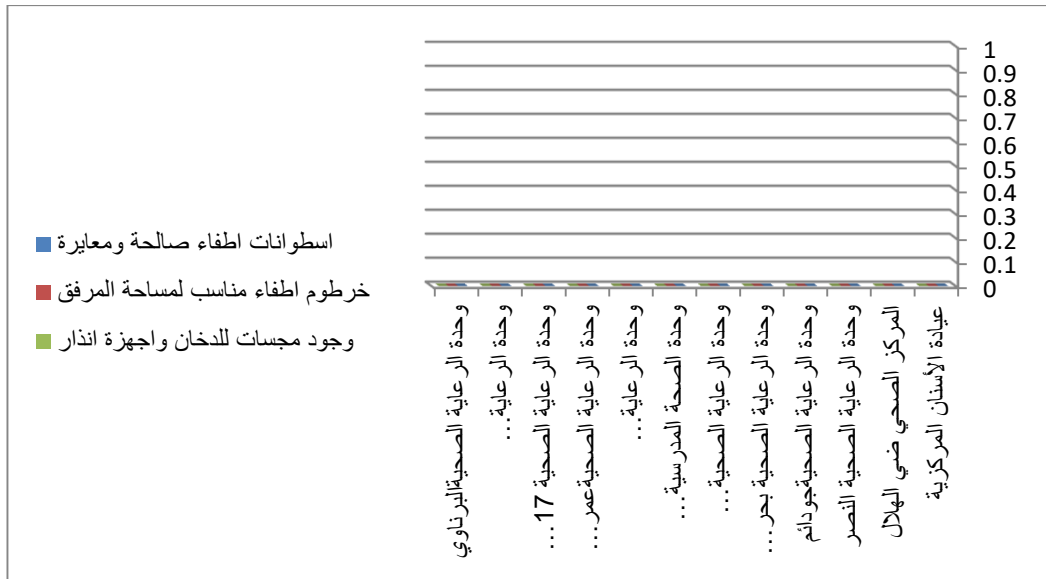 1
0.9
0.8
0.7
0.6
0.5
0.4
0.3
0.2
0.1
0
عيادة الأسنان المركزية
المركز الصحي ضي الهلال
وحدة الرعاية الصحية النصر
وحدة الرعاية الصحيةجودائم
وحدة الرعاية الصحية بحر...
وحدة الرعاية الصحية...
وحدة الصحة المدرسية...
وحدة الرعاية...
وحدة الرعاية الصحيةعمر...
وحدة الرعاية الصحية 17...
وحدة الرعاية...
وحدة الرعاية الصحيةالبرناوي
اسطوانات اطفاء صالحة ومعايرة
خرطوم اطفاء مناسب لمساحة المرفق
وجود مجسات للدخان واجهزة انذار